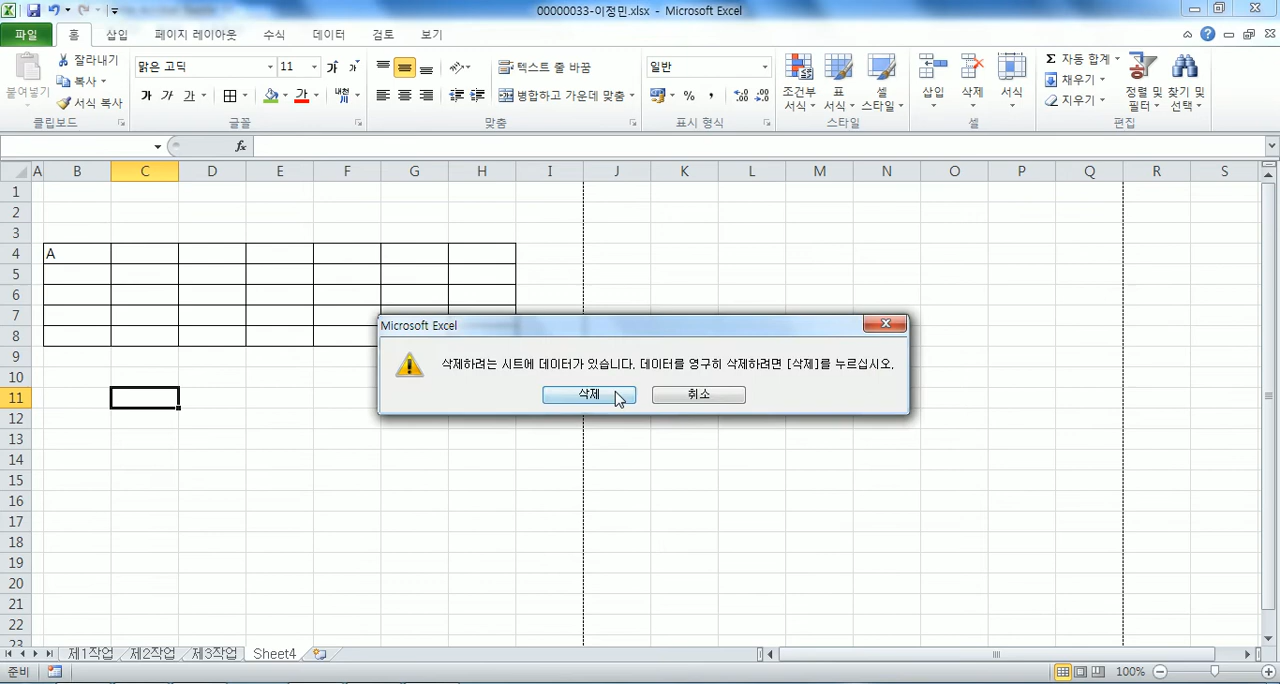 00000033-이정민.xlsx - Microsoft Excel
파일 홈 삽입 페이지 레이아웃 수식 데이터 검토 보기
붙여넣기 잘라내기 복사 서식 복사 클립보드
맑은 고딕 11 가 가 가 글꼴
텍스트 줄 바꿈 병합하고 가운데 맞춤 맞춤
일반 % , 표시 형식
조건부 서식 표 서식 셀 스타일 스타일
삽입 삭제 서식 셀
Σ 자동 합계 채우기 지우기 정렬 및 필터 찾기 및 선택 편집
fx
A B C D E F G H I J K L M N O P Q R S
1
2
3
4 A
5
6
7
8
9
10
11
12
13
14
15
16
17
18
19
20
21
22
23
Microsoft Excel
삭제하려는 시트에 데이터가 있습니다. 데이터를 영구히 삭제하려면 [삭제]를 누르십시오.
삭제 취소
제1작업 제2작업 제3작업 Sheet4
준비 100%